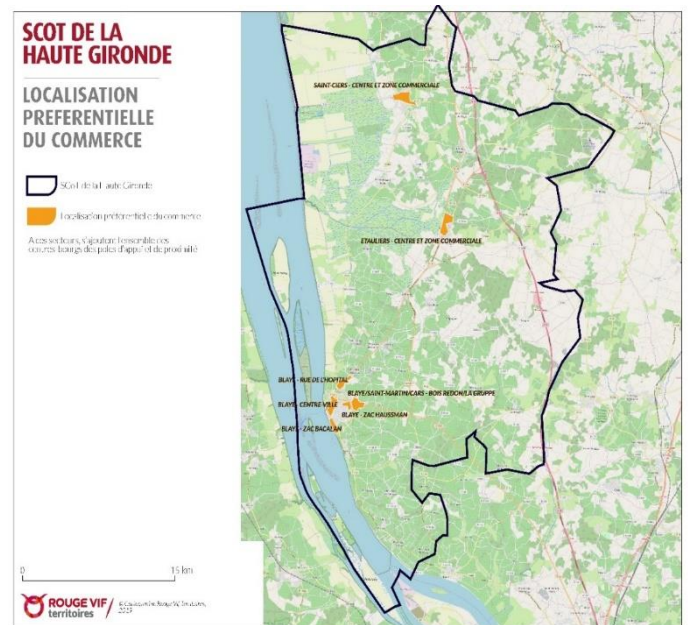 SCOT DE LA
HAUTE GIRONDE
LOCALISATION
PREFERENTIELLE
DU COMMERCE
SCoT de la Haute Gironde
Localisation préférentielle du commerce
A ces secteurs, s'ajoutent l'ensemble des
centres-bourgs des pôles d'appui et de proximité
SAINT-CIERS - CENTRE ET ZONE COMMERCIALE
ETAULIERS - CENTRE ET ZONE COMMERCIALE
BLAYE - RUE DE L'HOPITAL
BLAYE/SAINT-MARTIN/CARS - BOIS REDON/LA GRUPPE
BLAYE - CENTRE-VILLE
BLAYE - ZAC HAUSSMAN
BLAYE - ZAC BACALAN
0 15 km
ROUGE VIF
territoires